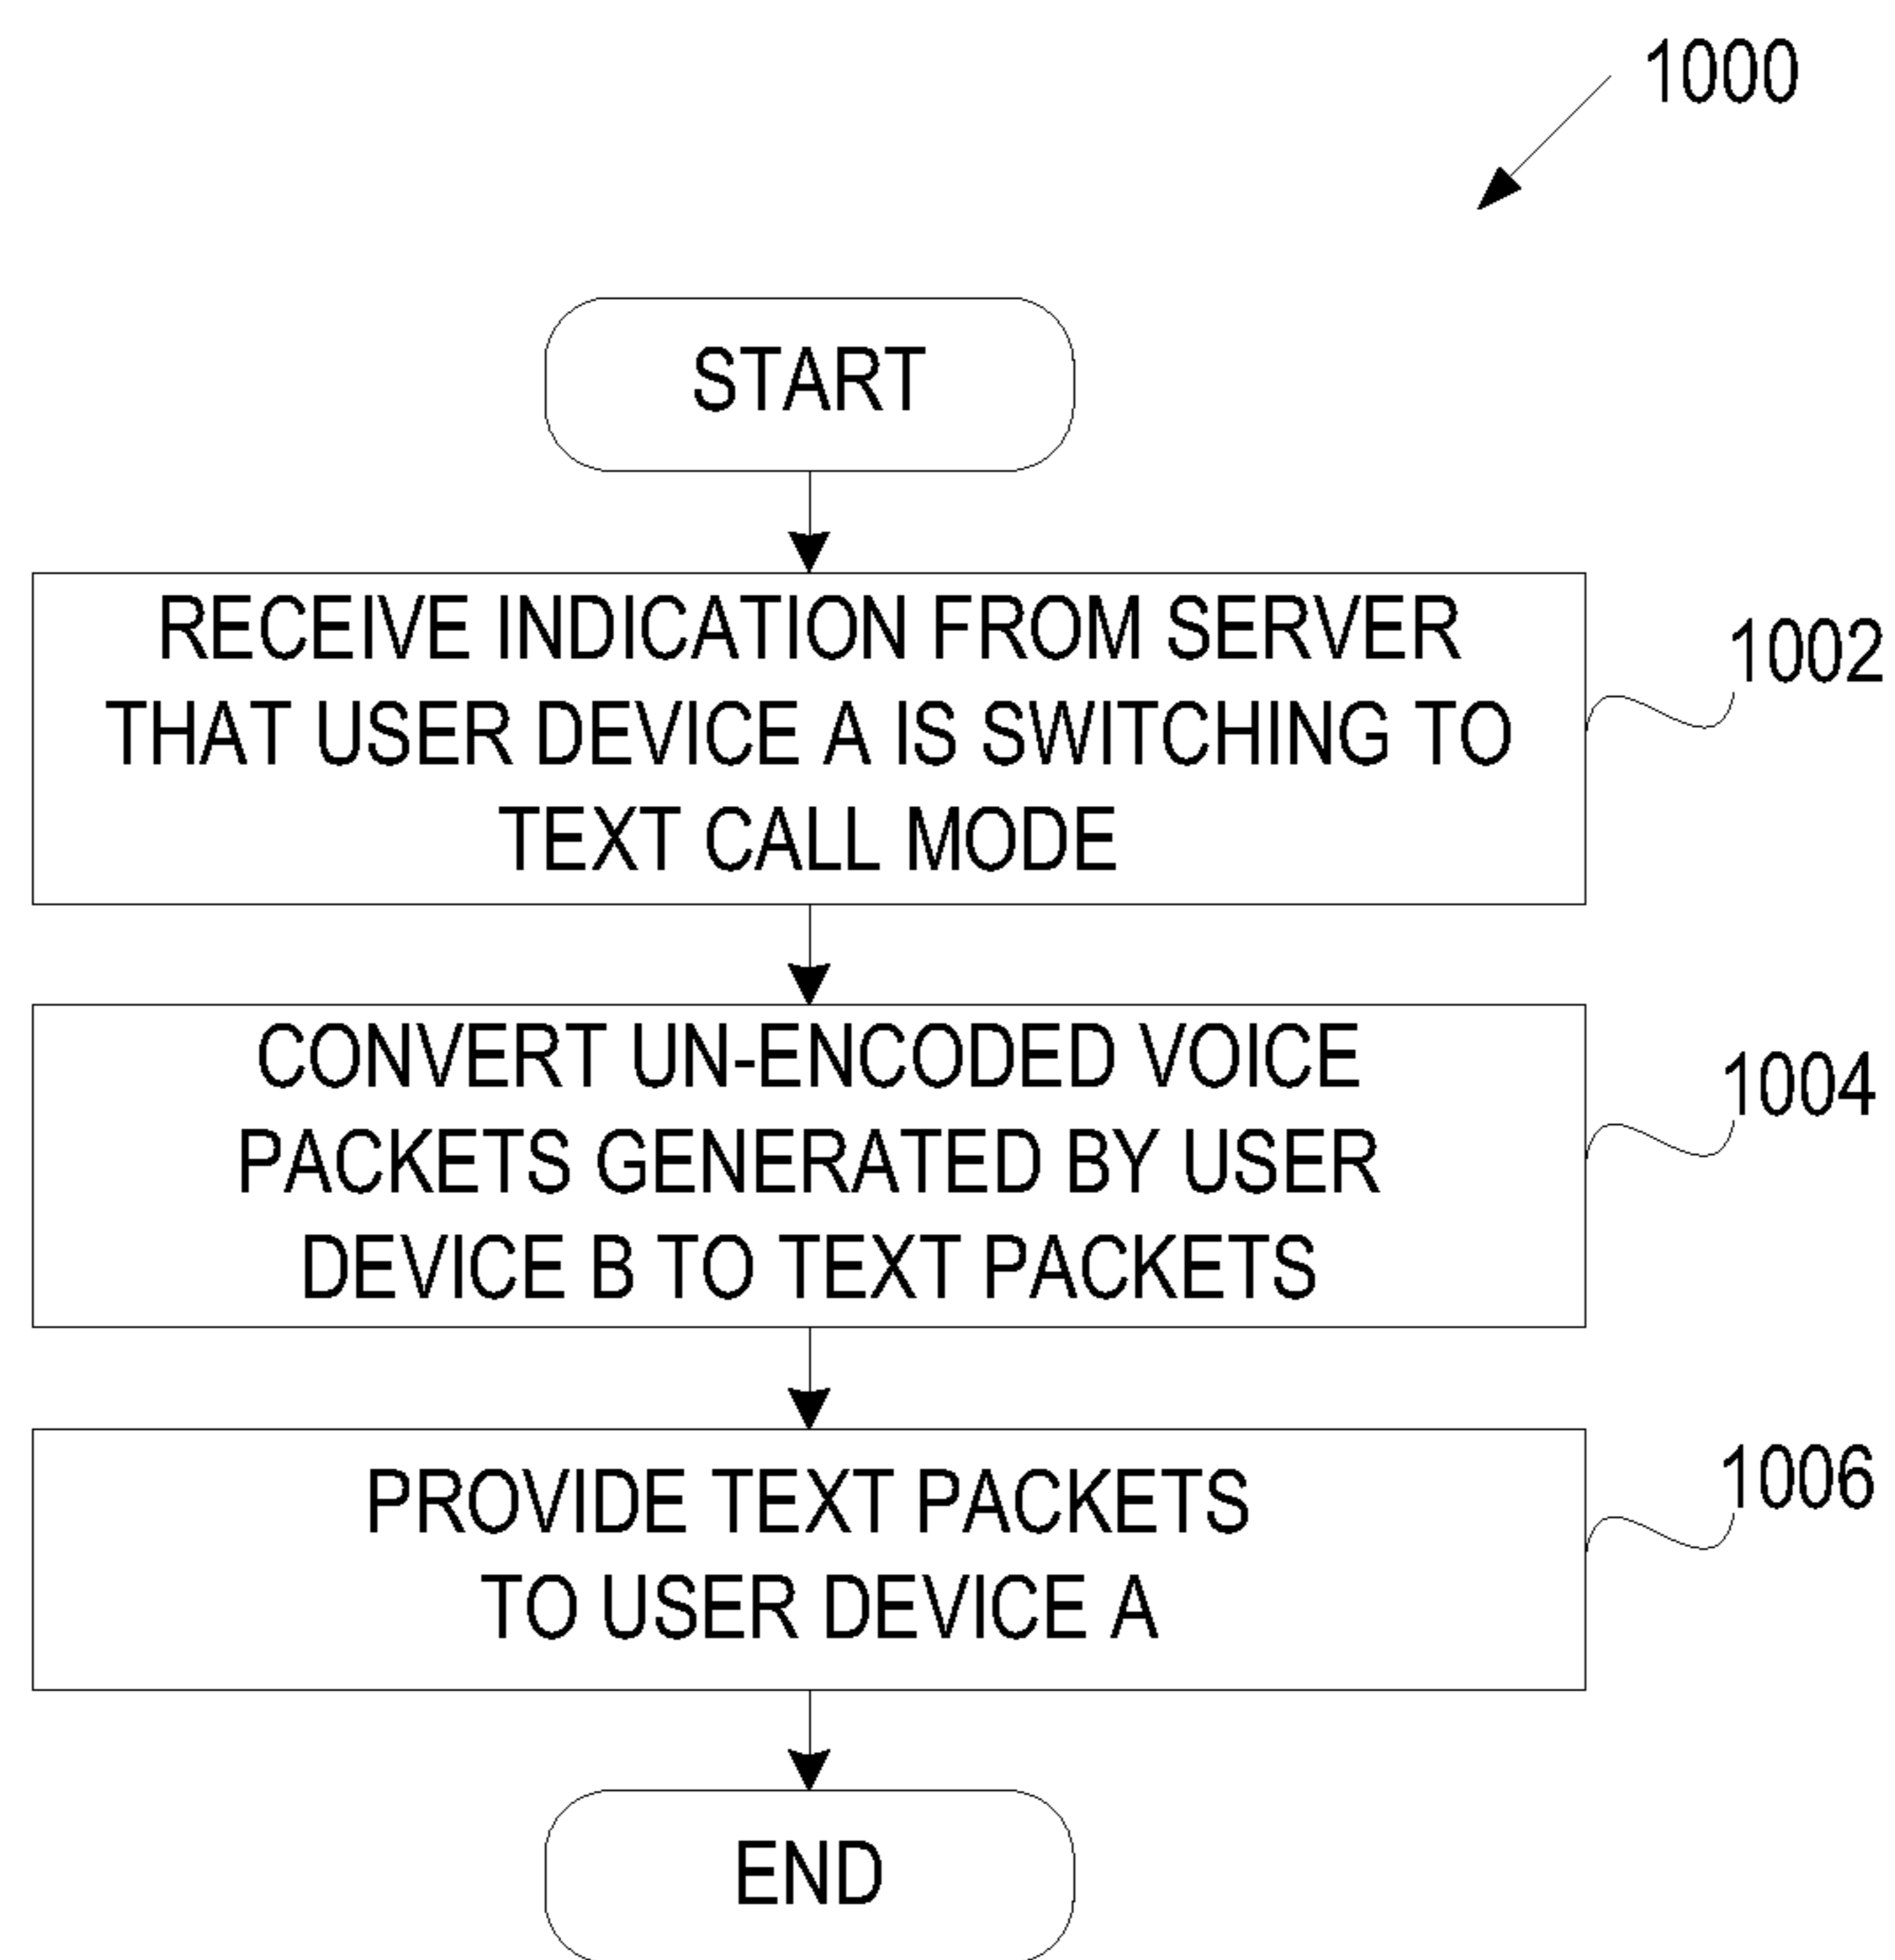 1000
START
RECEIVE INDICATION FROM SERVER
THAT USER DEVICE A IS SWITCHING TO
TEXT CALL MODE
1002
CONVERT UN-ENCODED VOICE
PACKETS GENERATED BY USER
DEVICE B TO TEXT PACKETS
1004
PROVIDE TEXT PACKETS
TO USER DEVICE A
1006
END